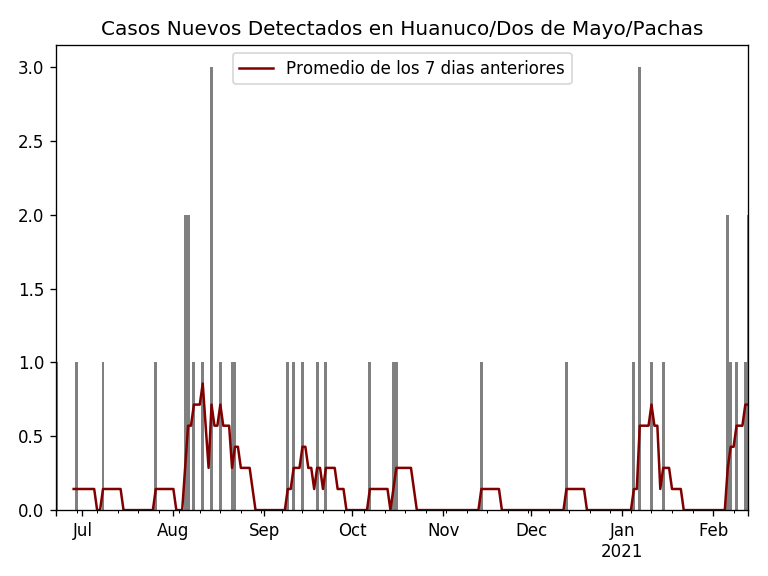 Casos Nuevos Detectados en Huanuco/Dos de Mayo/Pachas
Promedio de los 7 dias anteriores
3.0
2.5
2.0
1.5
1.0
0.5
0.0
Jul Aug Sep Oct Nov Dec Jan Feb
2021